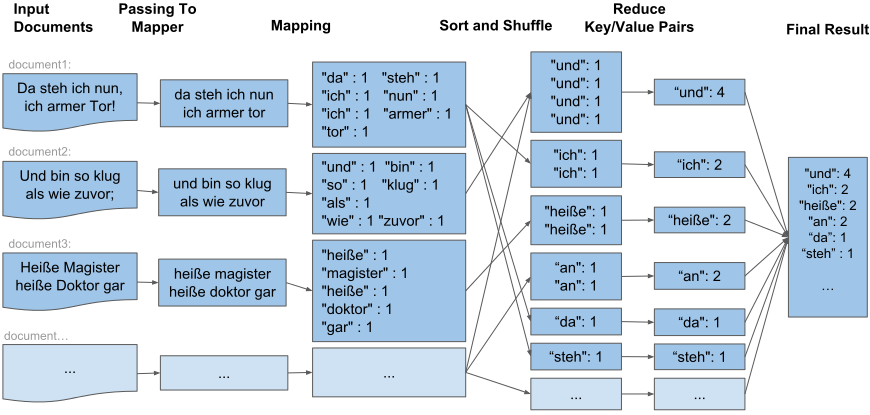 Input
Documents
Passing To
Mapper
Mapping
Sort and Shuffle
Reduce
Key/Value Pairs
Final Result
document1:
Da steh ich nun,
ich armer Tor!
da steh ich nun
ich armer tor
"da" : 1 "steh" : 1
"ich" : 1 "nun" : 1
"ich" : 1 "armer" : 1
"tor" : 1
document2:
Und bin so klug
als wie zuvor;
und bin so klug
als wie zuvor
"und" : 1 "bin" : 1
"so" : 1 "klug" : 1
"als" : 1
"wie" : 1 "zuvor" : 1
document3:
Heiße Magister
heiße Doktor gar
heiße magister
heiße doktor gar
"heiße" : 1
"magister" : 1
"heiße" : 1
"doktor" : 1
"gar" : 1
document...
...
...
...
"und": 1
"und": 1
"und": 1
"und": 1
“und": 4
"ich": 1
"ich": 1
“ich": 2
"heiße": 1
"heiße": 1
“heiße": 2
“an": 1
"an": 1
“an": 2
“da": 1
“da": 1
“steh": 1
“steh": 1
...
...
"und": 4
"ich": 2
"heiße": 2
"an": 2
“da”: 1
“steh” : 1
...